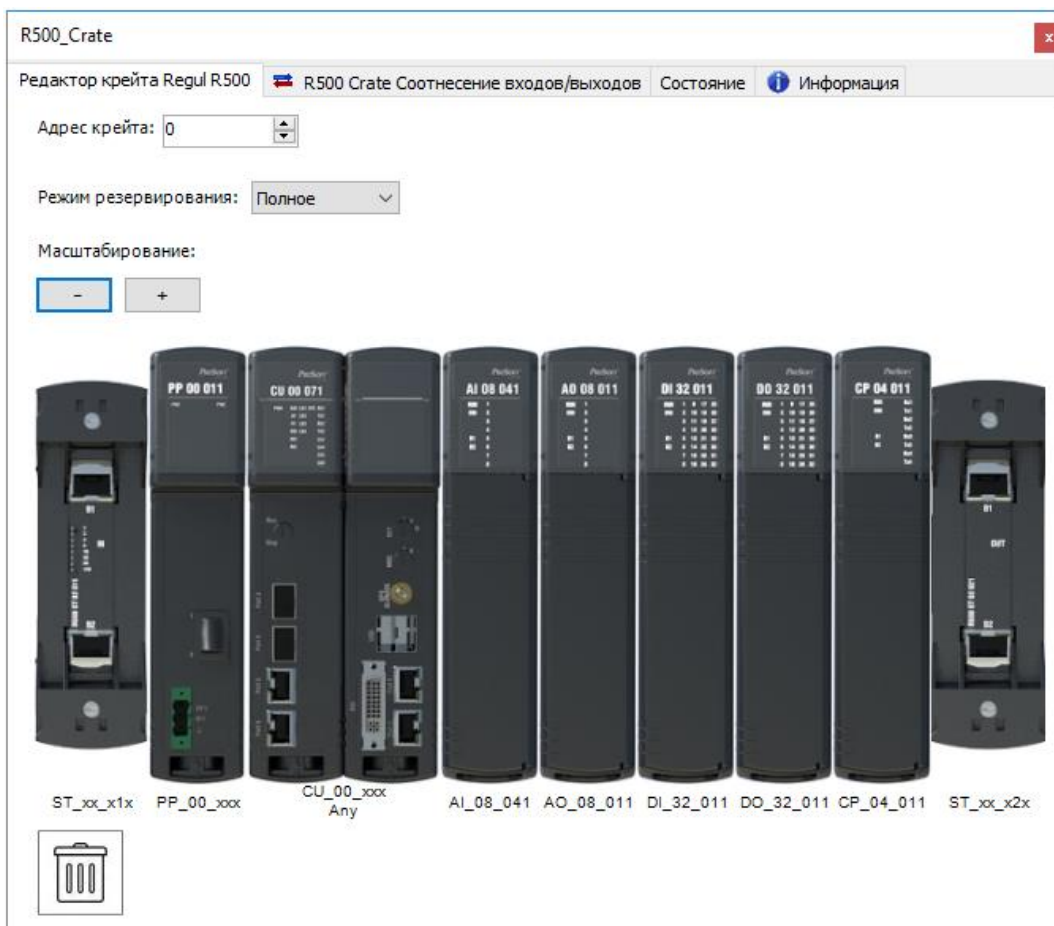 R500_Crate
x
Редактор крейта Regul R500 R500 Crate Соотнесение входов/выходов Состояние Информация
Адрес крейта: 0
Режим резервирования: Полное
Масштабирование:
- +
PP 00 011 CU 00 071 AI 08 041 AO 08 011 DI 32 011 DO 32 011 CP 04 011
ST_xx_x1x PP_00_xxx CU_00_xxx AI_08_041 AO_08_011 DI_32_011 DO_32_011 CP_04_011 ST_xx_x2x
Any